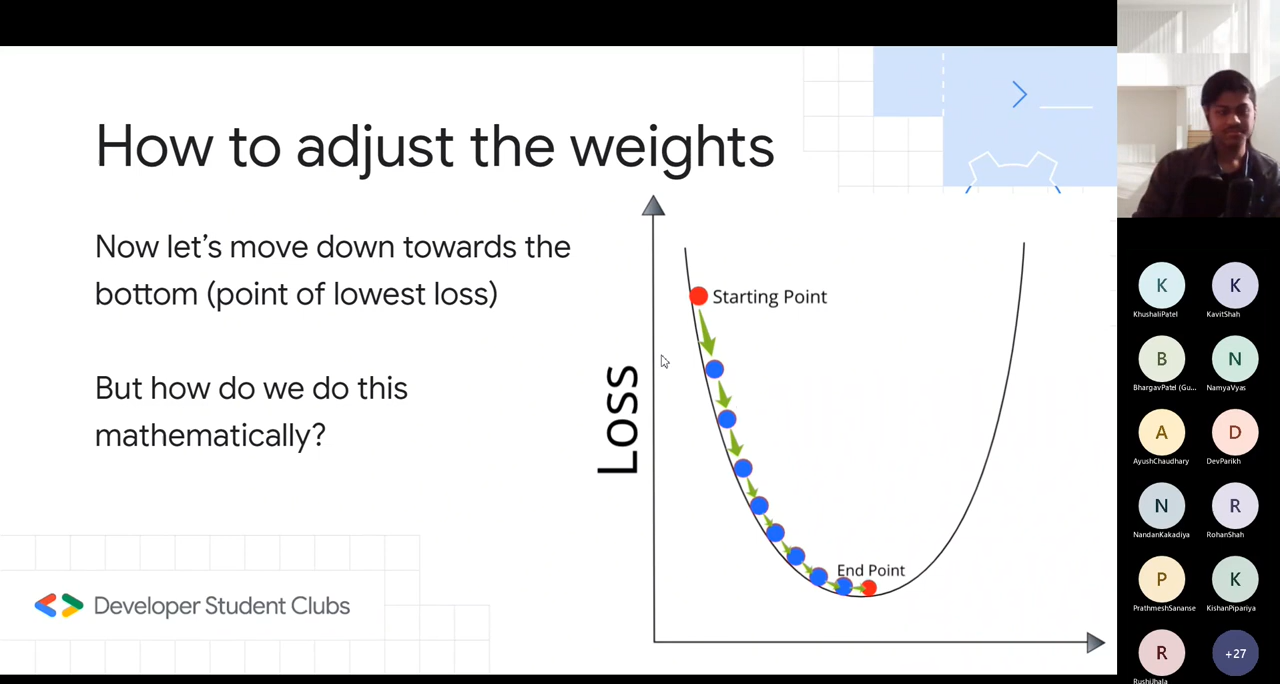 How to adjust the weights
Now let's move down towards the
bottom (point of lowest loss)
But how do we do this
mathematically?
Starting Point
Loss
End Point
Developer Student Clubs
K
K
KhushaliPatel
KavitShah
B
N
BhargavPatel (Gu...
NamyaVyas
A
D
AyushChaudhary
DevParikh
N
R
NandanKakadiya
RohanShah
P
K
PrathmeshSananse
KishanPipariya
R
+27
RushiJhala